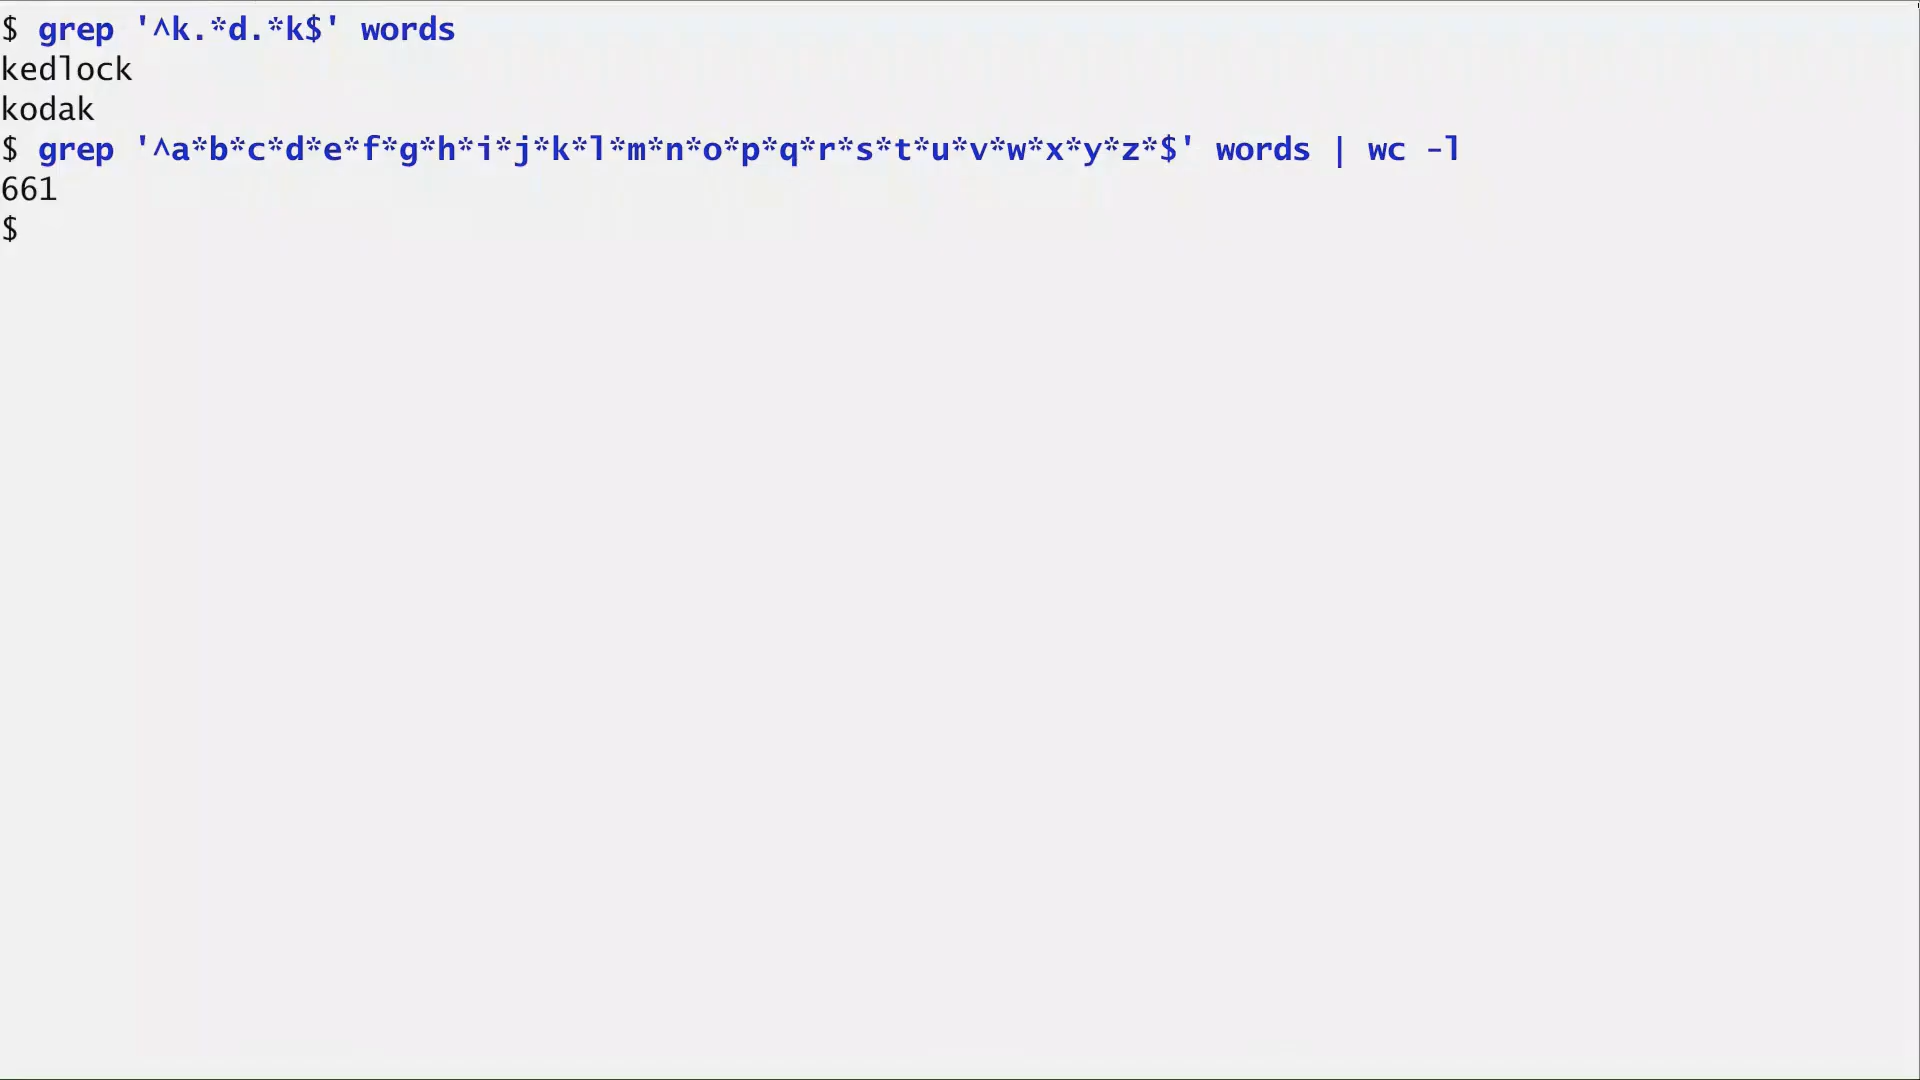 $ grep '^k.*d.*k$' words
kedlock
kodak
$ grep '^a*b*c*d*e*f*g*h*i*j*k*l*m*n*o*p*q*r*s*t*u*v*w*x*y*z*$' words | wc -l
661
$